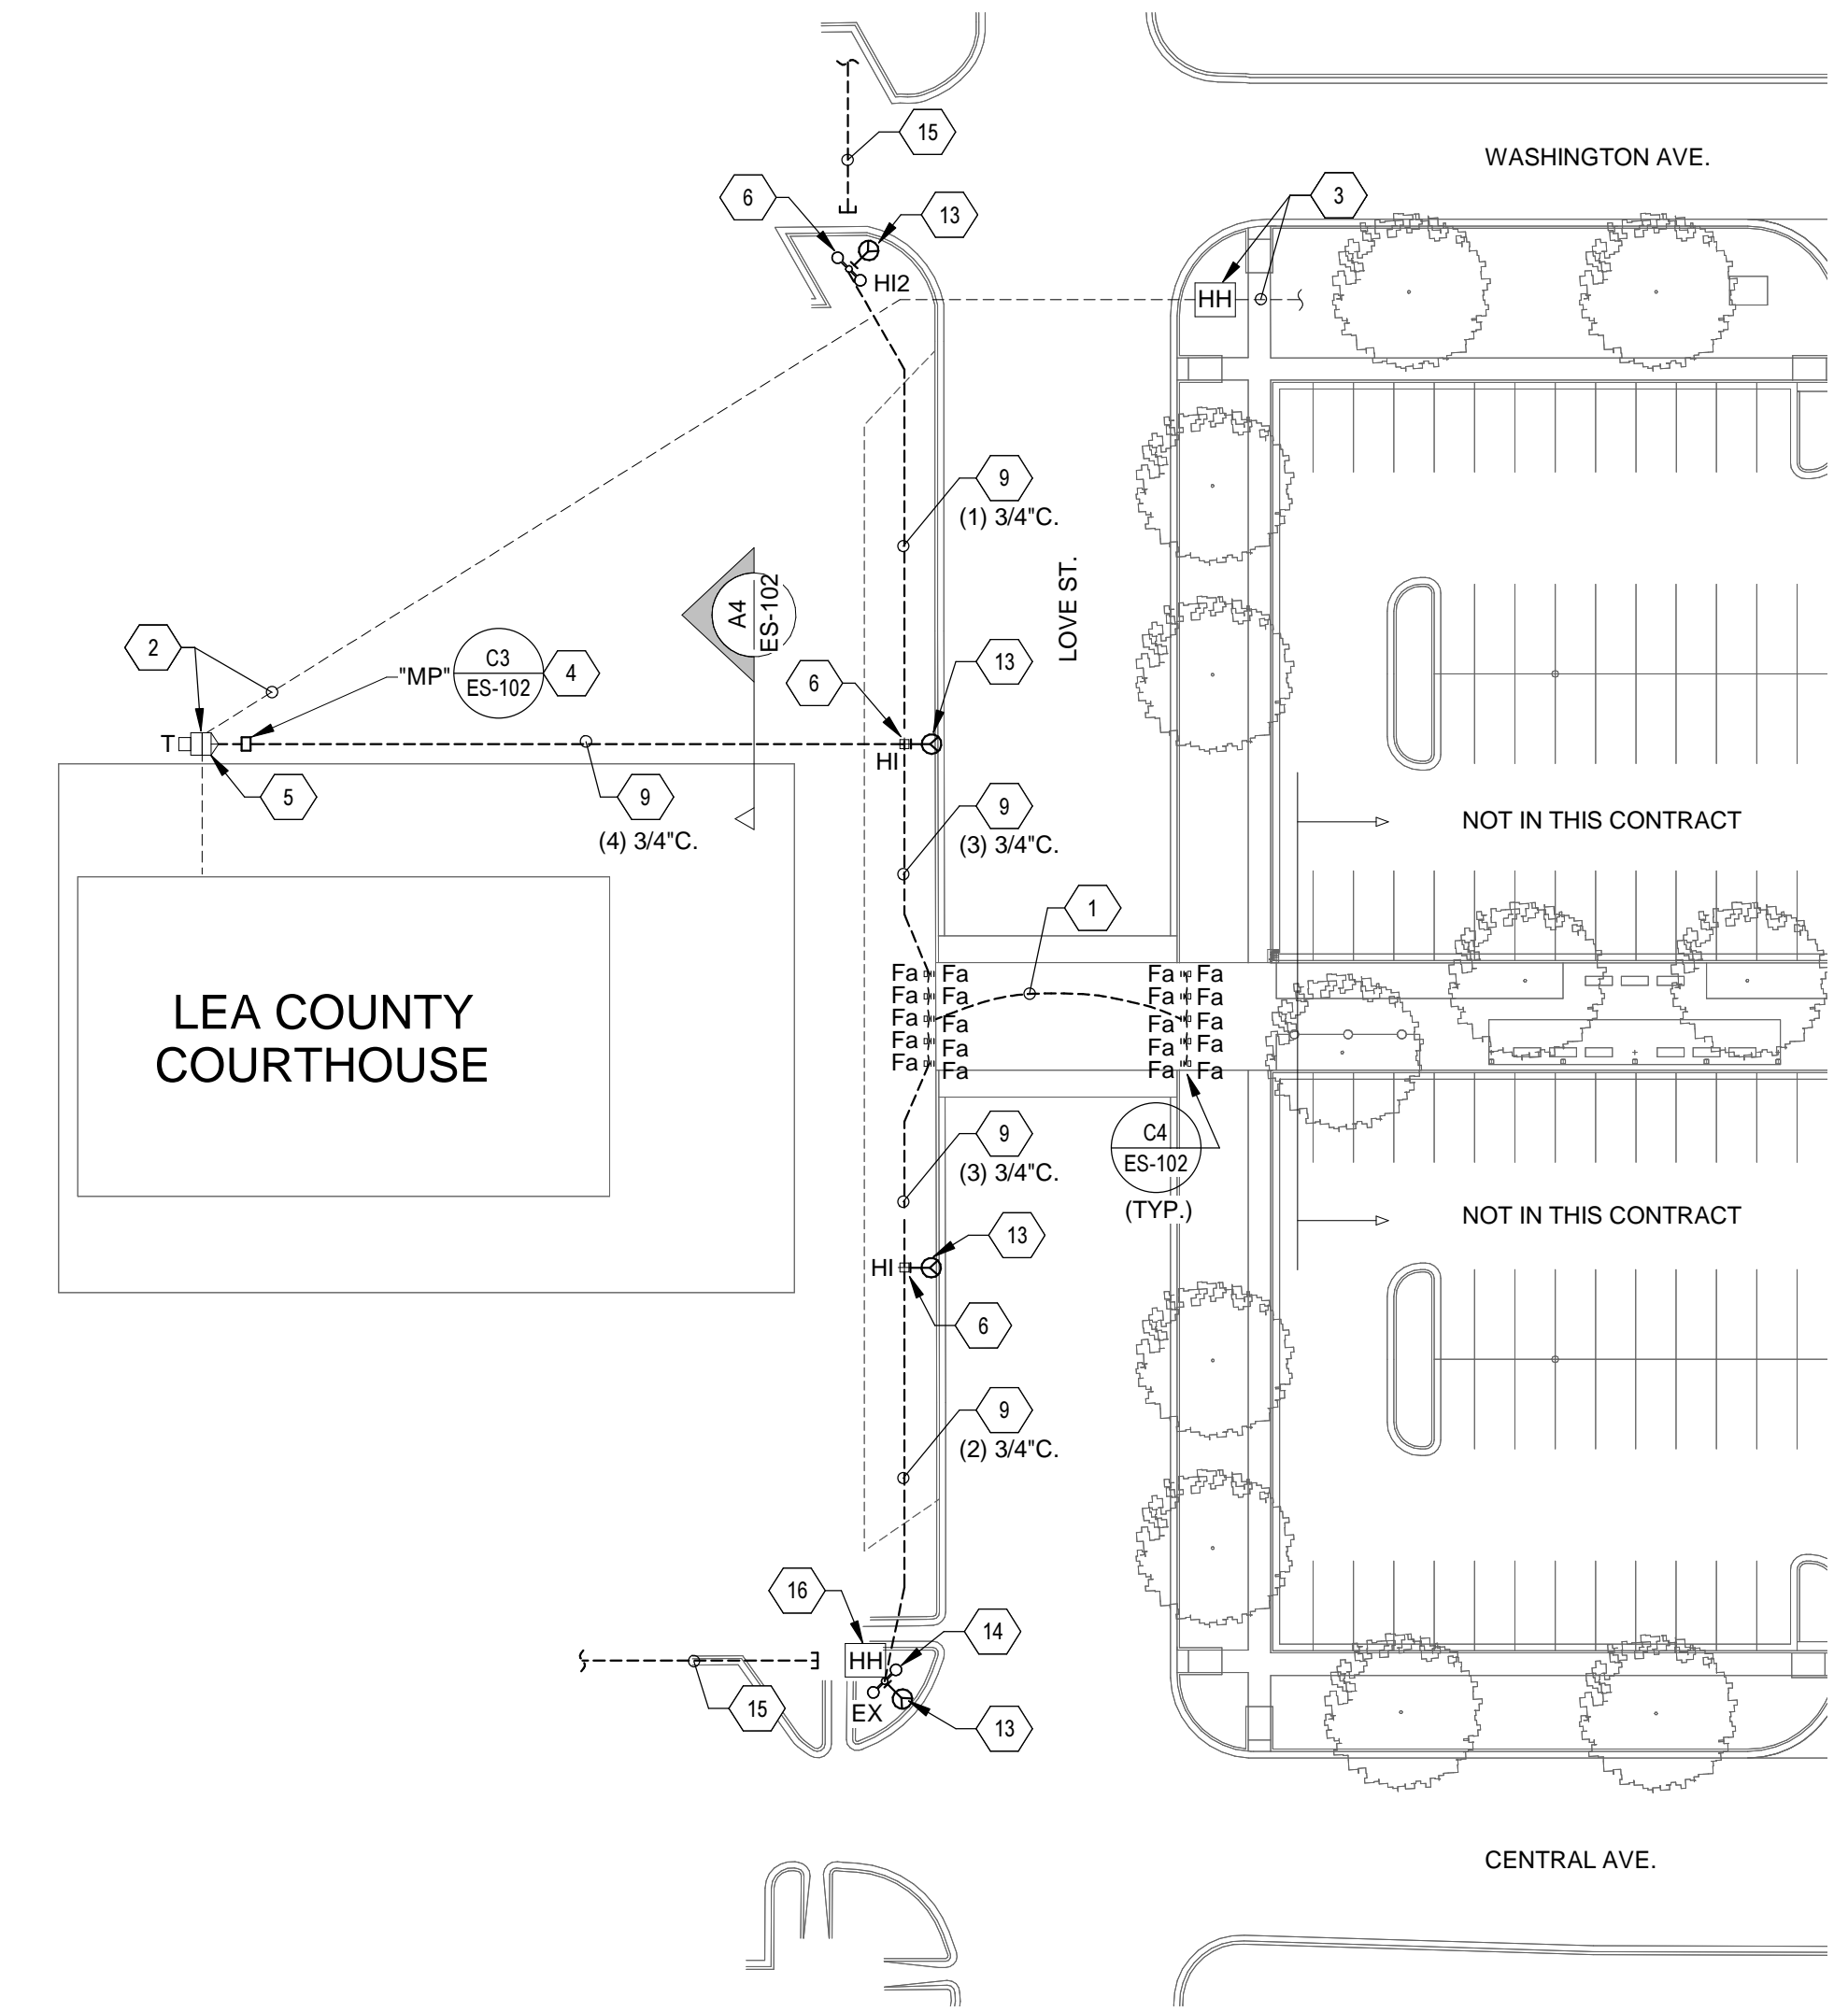 15
WASHINGTON AVE.
6
13
3
HI2
HH
9
(1) 3/4"C.
LOVE ST.
A4
ES-102
2
"MP"
C3
ES-102
4
6
13
T
HI
5
9
(4) 3/4"C.
9
(3) 3/4"C.
NOT IN THIS CONTRACT
1
Fa Fa Fa Fa
Fa Fa Fa Fa
Fa Fa Fa Fa
Fa Fa Fa Fa
Fa Fa Fa Fa
LEA COUNTY
COURTHOUSE
9
(3) 3/4"C.
C4
ES-102
(TYP.)
NOT IN THIS CONTRACT
13
HI
6
9
(2) 3/4"C.
16
14
HH
15
EX
13
CENTRAL AVE.